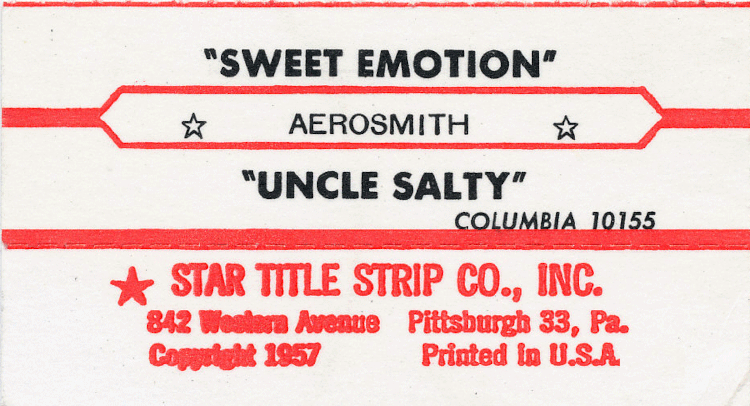 "SWEET EMOTION"
AEROSMITH
"UNCLE SALTY"
COLUMBIA 10155
STAR TITLE STRIP CO., INC.
842 Western Avenue Pittsburgh 33, Pa.
Copyright 1957 Printed in U.S.A.